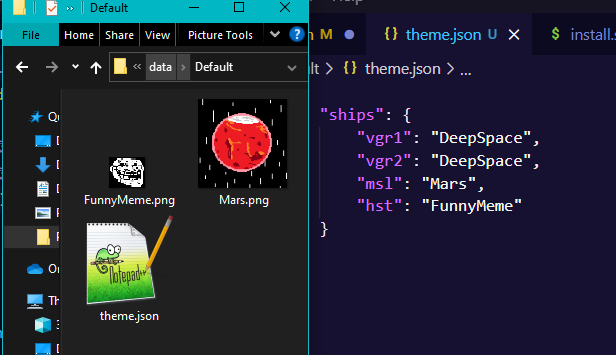 Default
File
Home
Share
View
Picture Tools
data
Default
FunnyMeme.png
Mars.png
Notepad++
theme.json
M
theme.json U
install.s
theme.json > ...
"ships": {
"vgr1": "DeepSpace",
"vgr2": "DeepSpace",
"msl": "Mars",
"hst": "FunnyMeme"
}